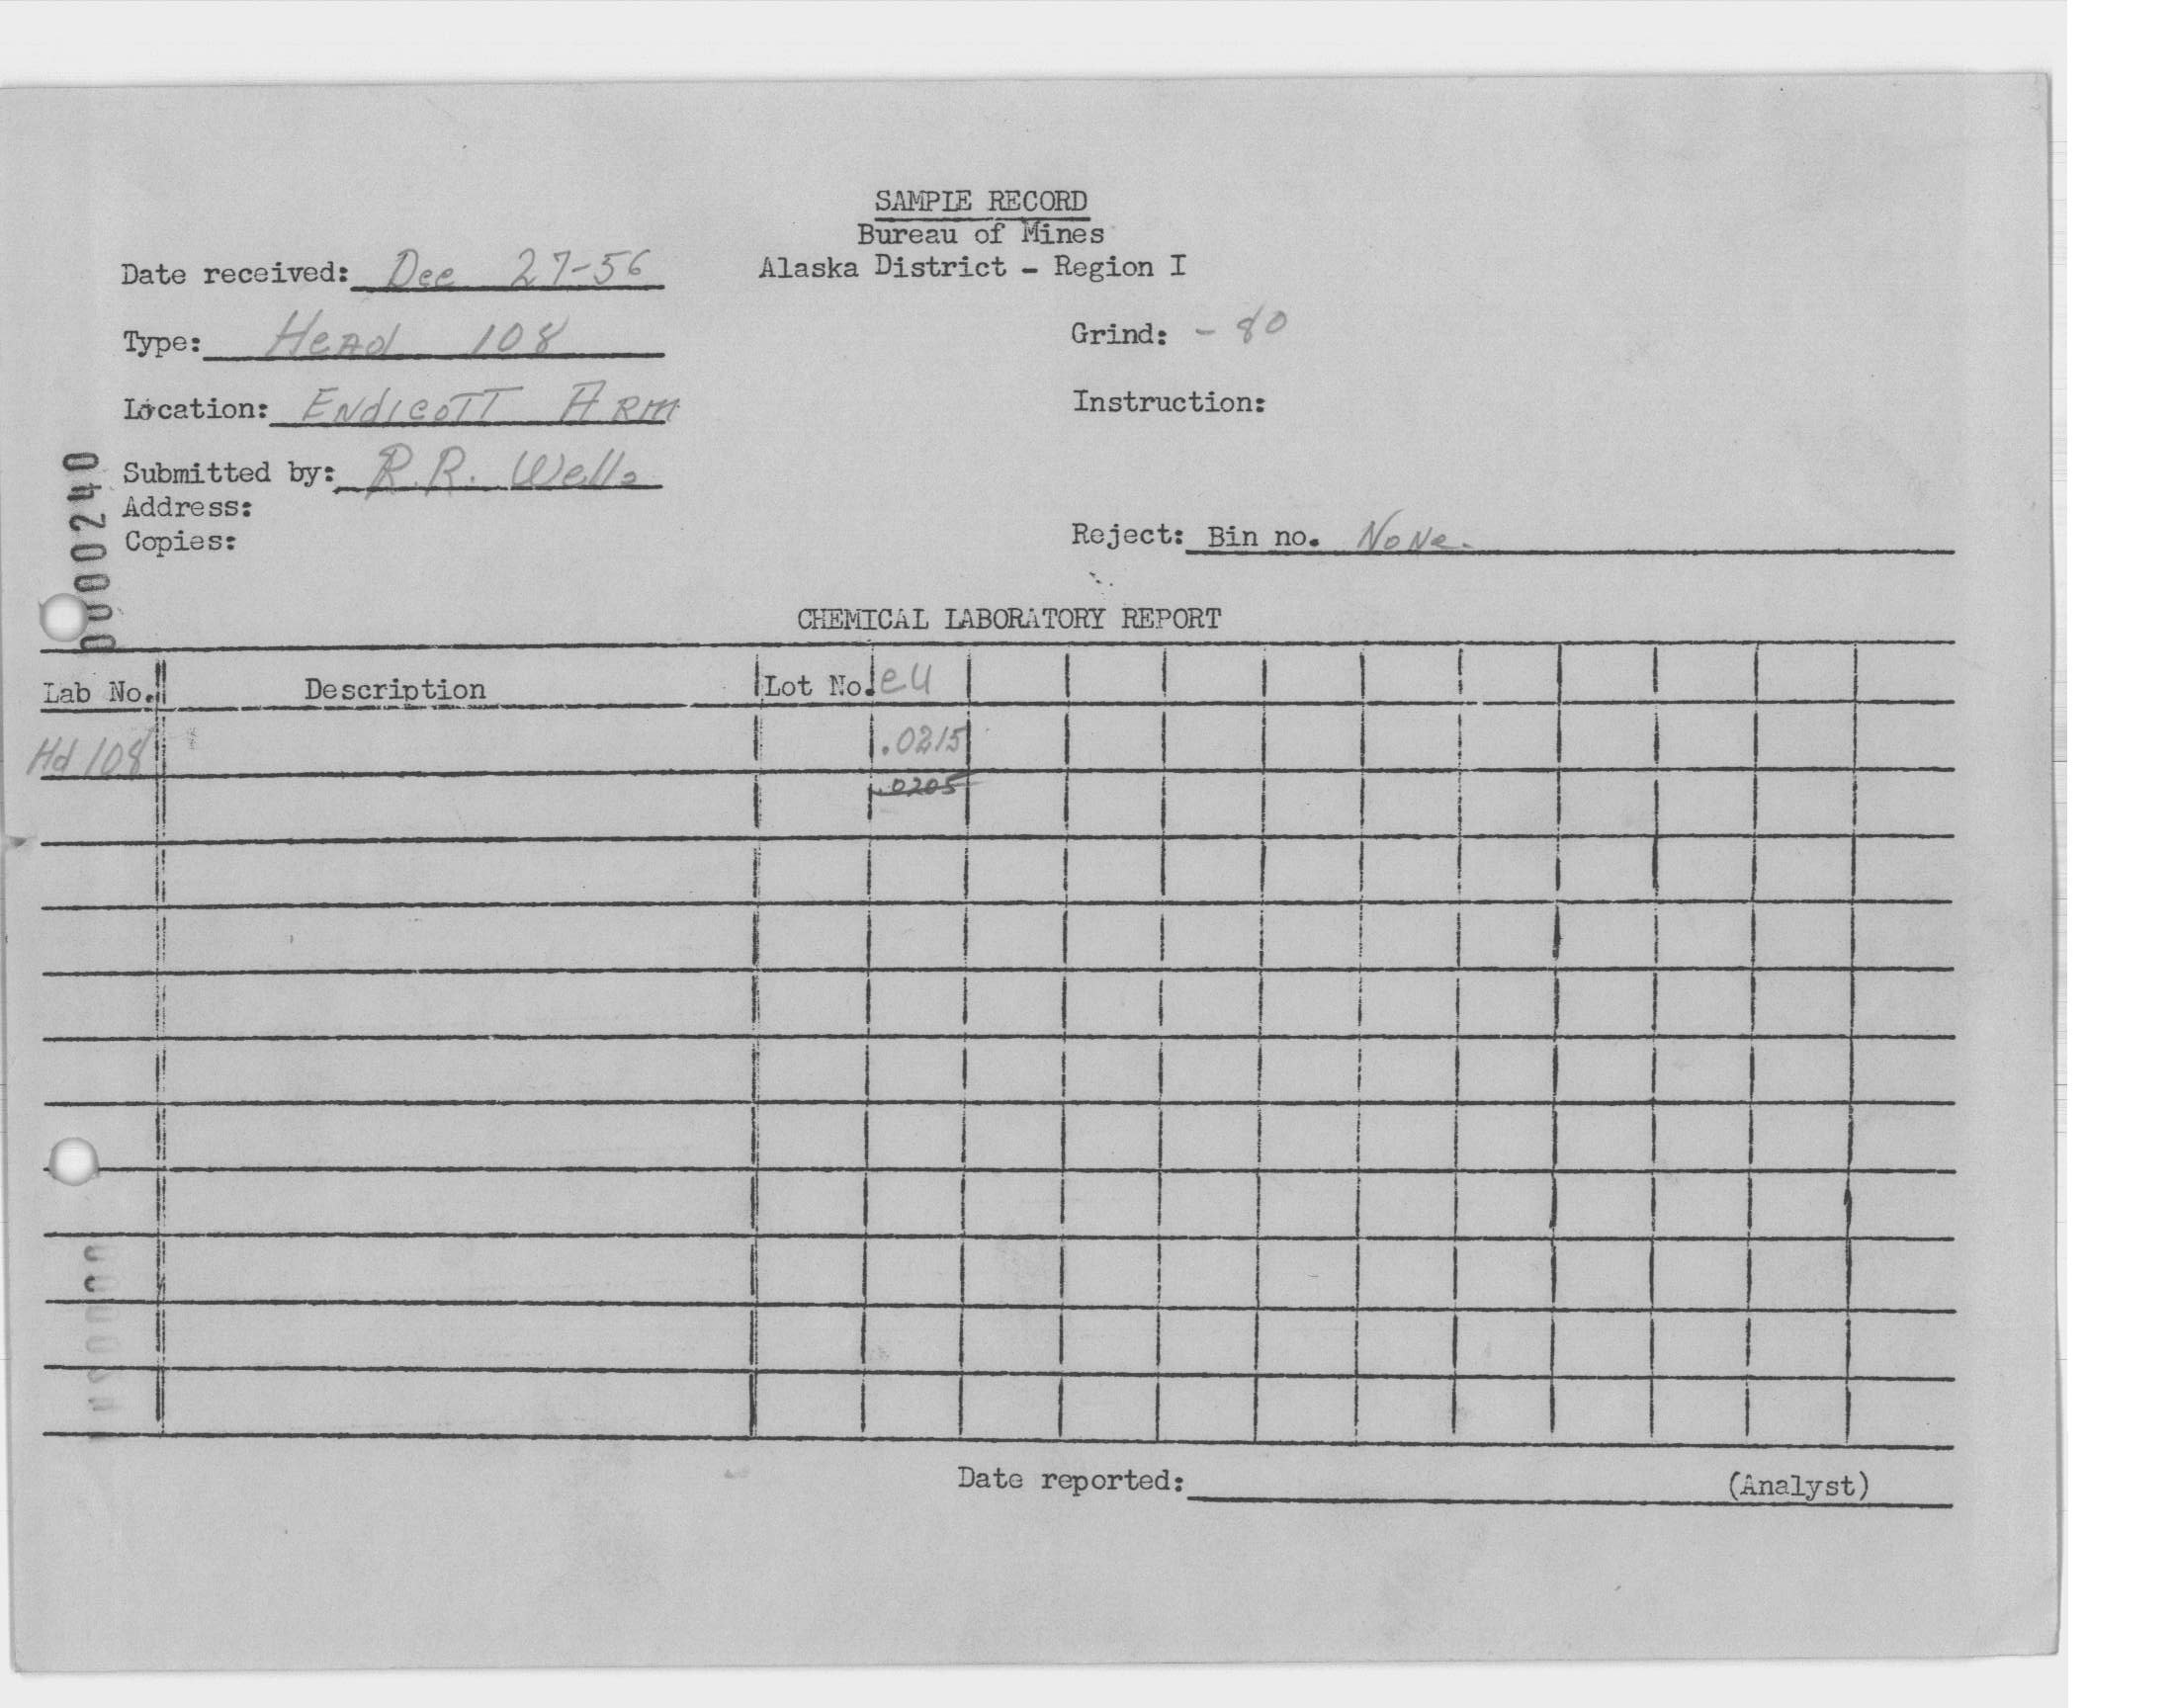 SAMPLE RECORD
Bureau of Mines
Alaska District - Region I
Date received: Dec 27-56
Type: Head 108
Grind: -80
Location: Endicott Arm
Instruction:
Submitted by: R.R. Wells
Address:
Copies:
Reject: Bin no. None.
0000240
CHEMICAL LABORATORY REPORT
Lab No. Description Lot No. eU
Hd 108 .0215
.0205
Date reported: (Analyst)